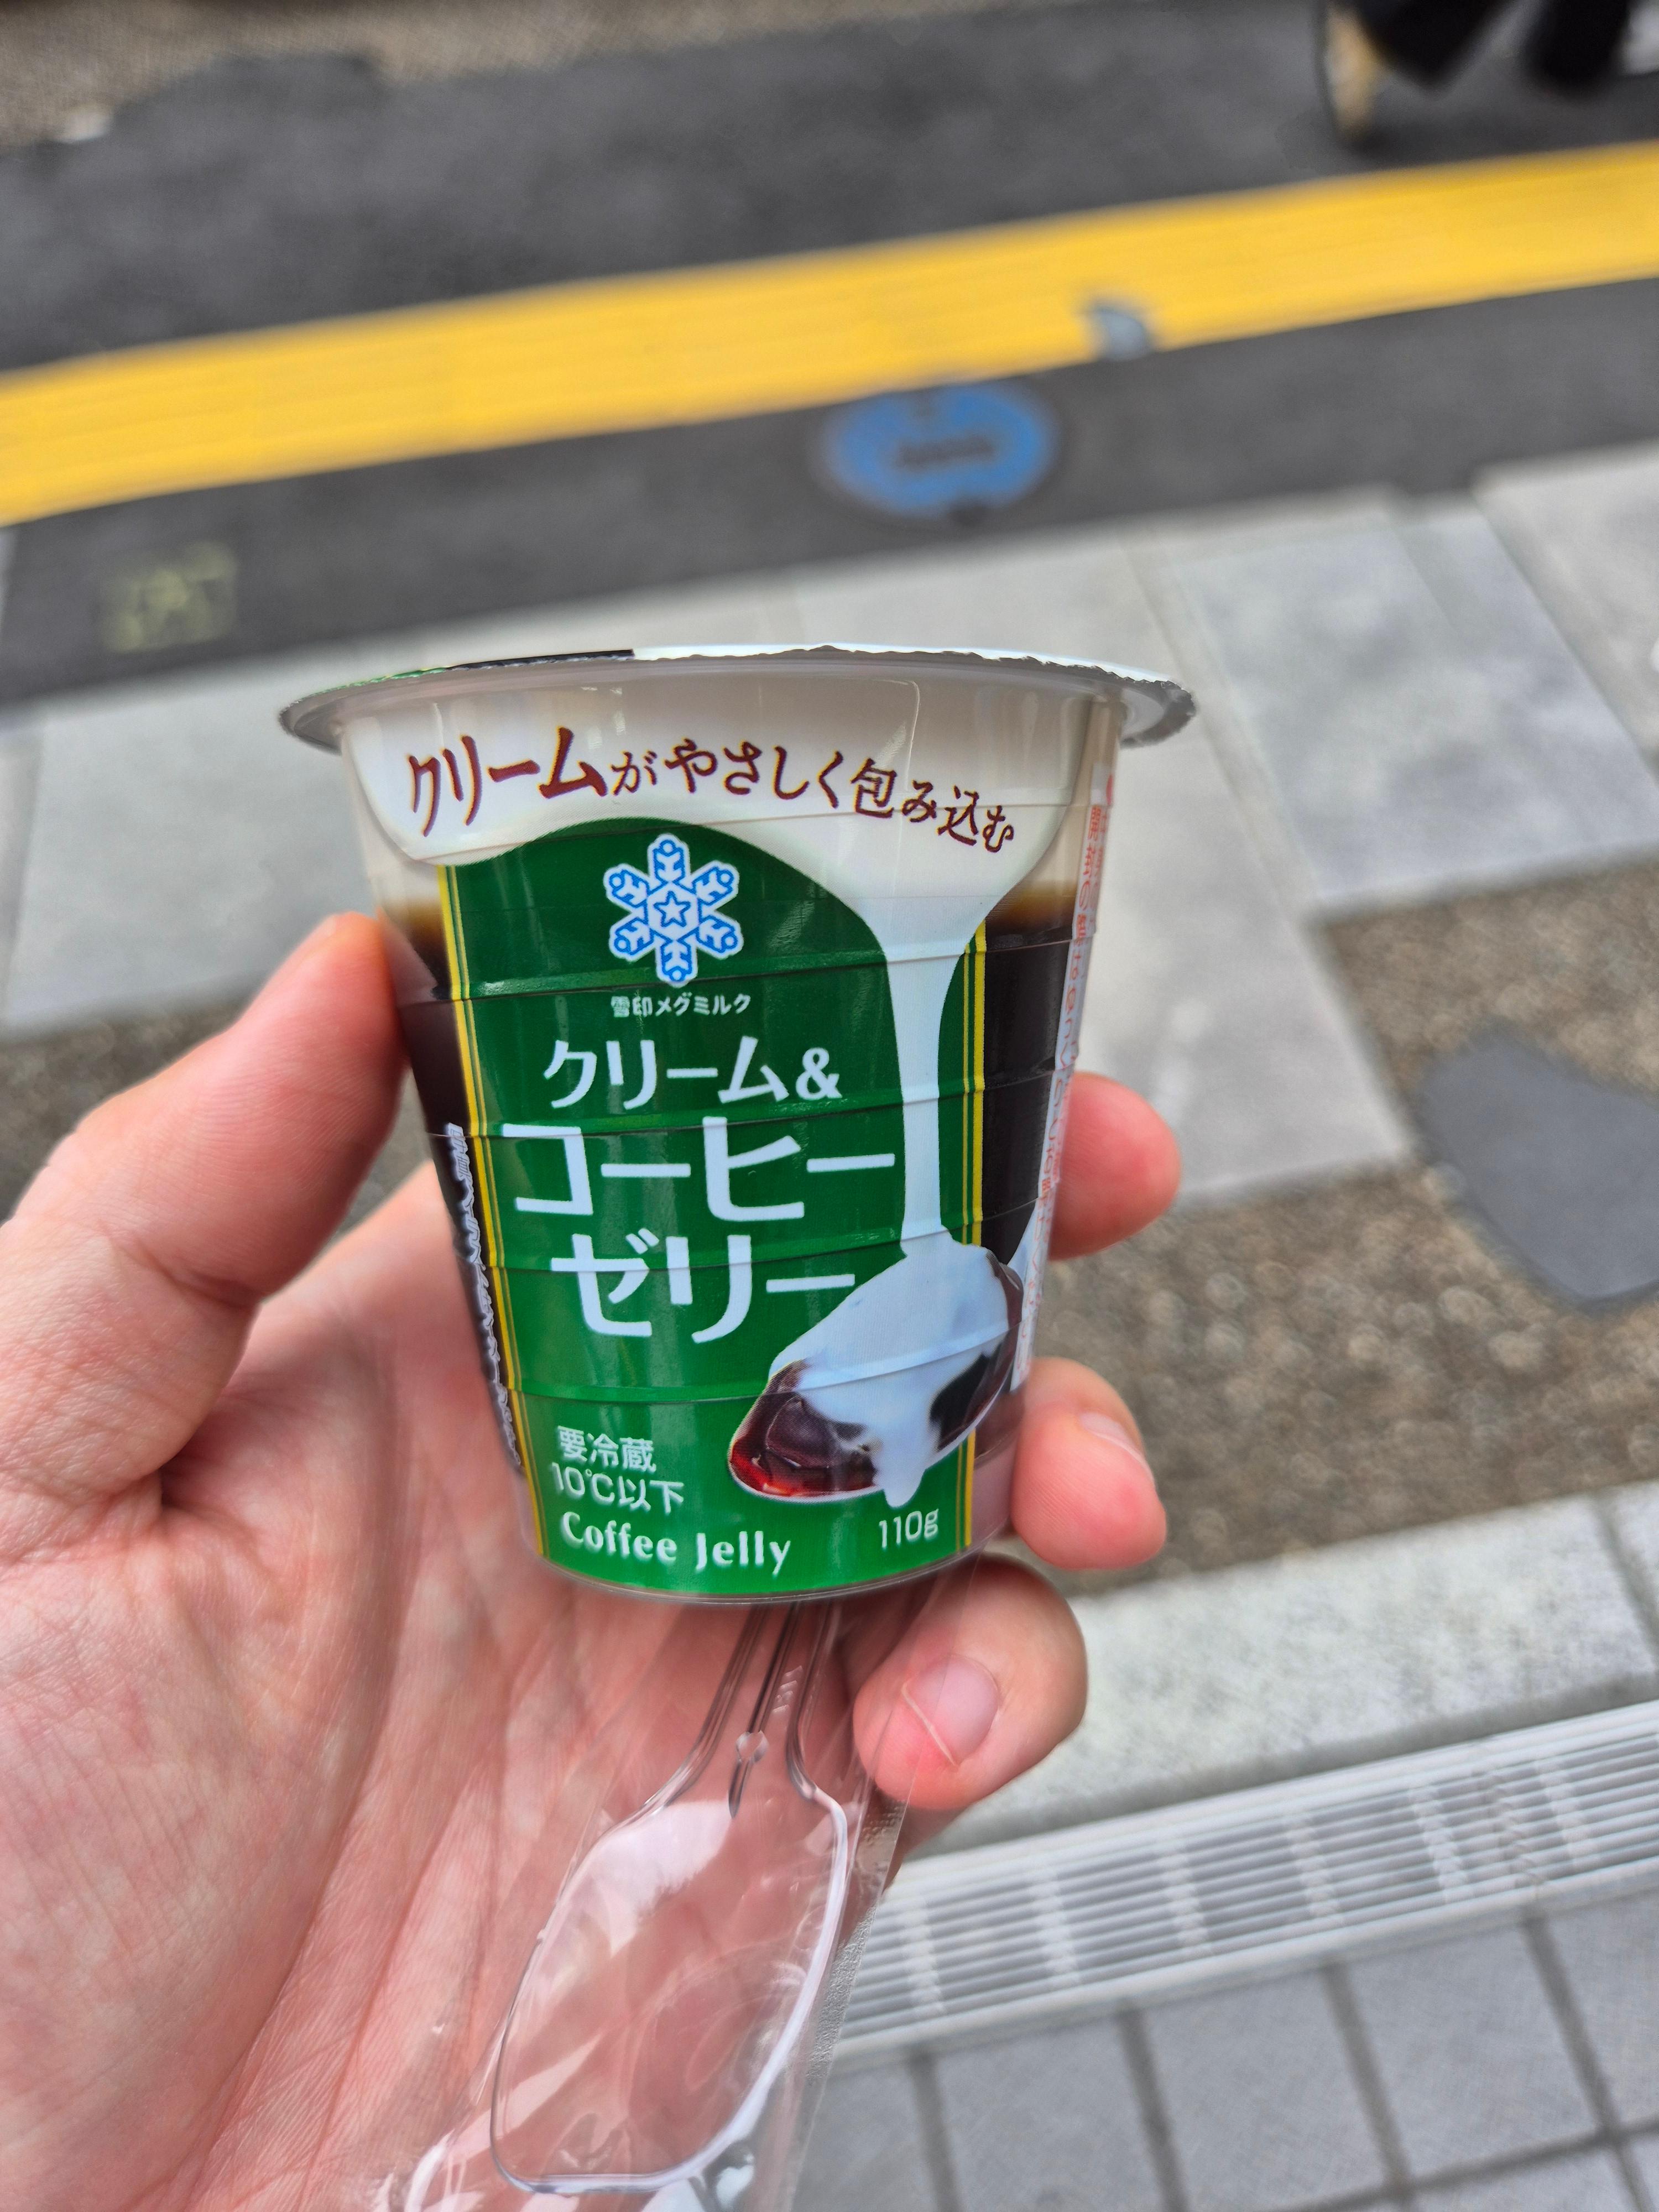 クリームがやさしく包み込む
雪印メグミルク
クリーム&
コーヒー
ゼリー
要冷蔵
10℃以下
Coffee Jelly
110g